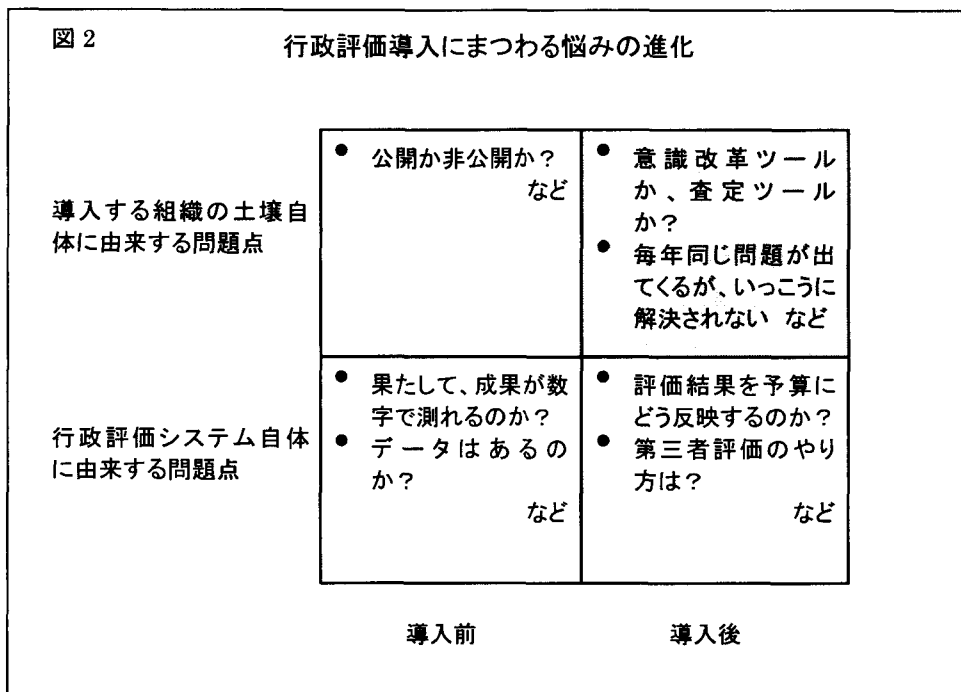 図2
行政評価導入にまつわる悩みの進化
導入する組織の土壌自
体に由来する問題点
● 公開か非公開か?
など
● 意識改革ツール
か、査定ツール
か?
● 毎年同じ問題が出
てくるが、いっこうに
解決されない など
行政評価システム自体
に由来する問題点
● 果たして、成果が数
字で測れるのか?
● データはあるの
か?
など
● 評価結果を予算に
どう反映するのか?
● 第三者評価のやり
方は?
など
導入前
導入後